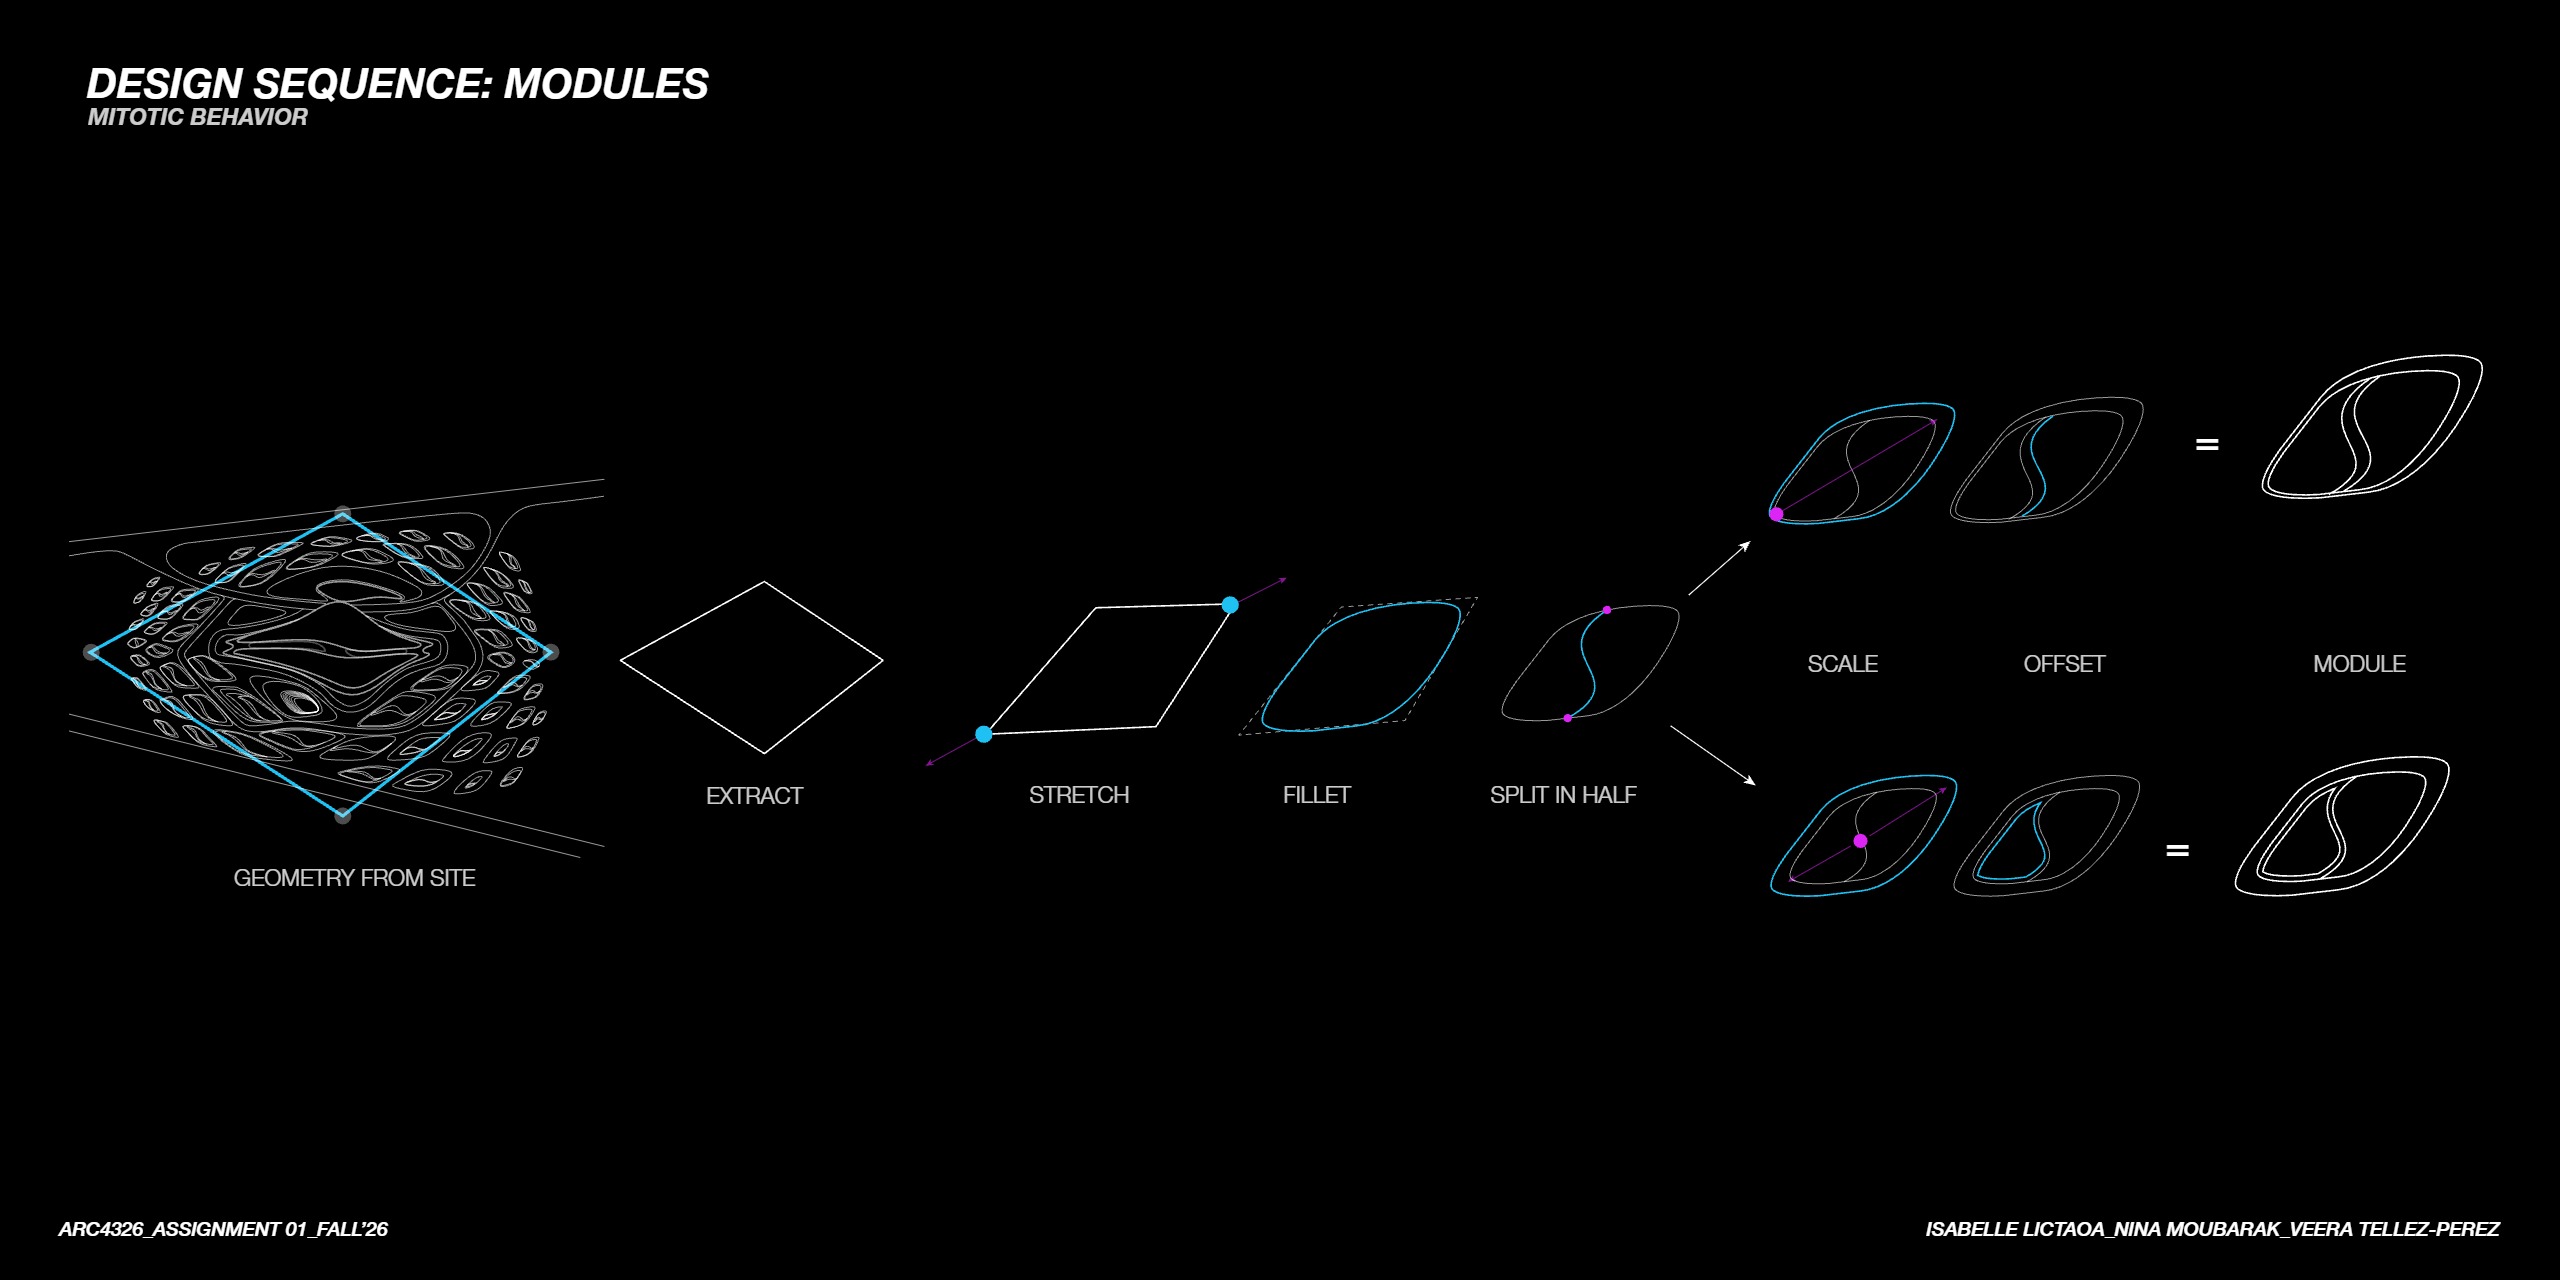 DESIGN SEQUENCE: MODULES
MITOTIC BEHAVIOR
GEOMETRY FROM SITE
EXTRACT
STRETCH
FILLET
SPLIT IN HALF
SCALE
OFFSET
=
MODULE
=
ARC4326_ASSIGNMENT 01_FALL’26
ISABELLE LICTAOA_NINA MOUBARAK_VEERA TELLEZ-PEREZ